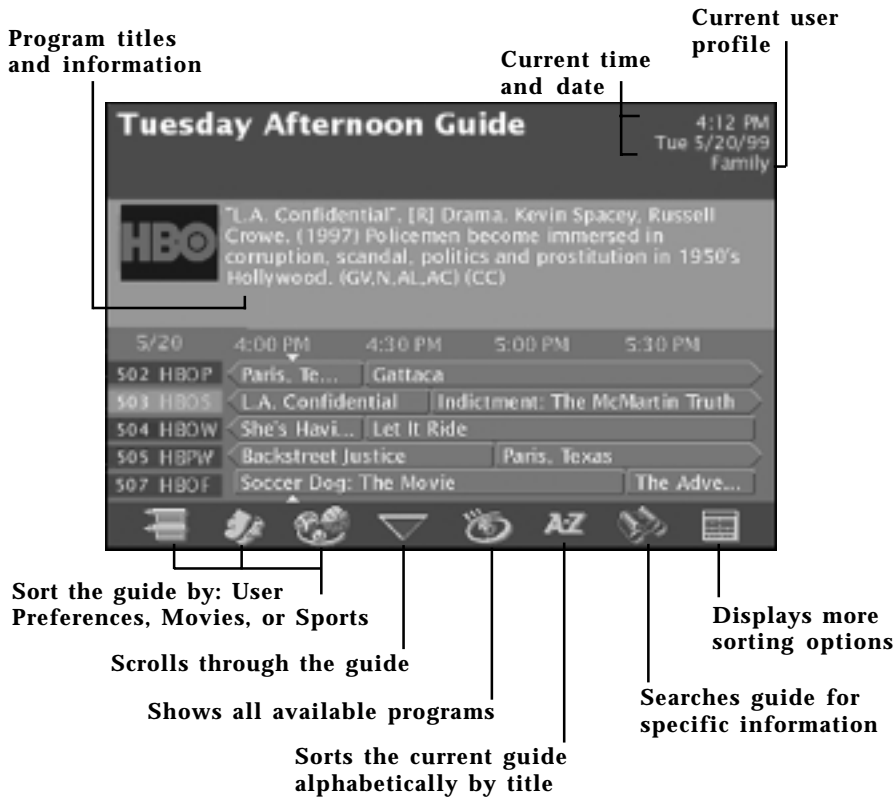 Current user
profile
Program titles
and information
Current time
and date
Tuesday Afternoon Guide
4:12 PM
Tue 5/20/99
Family
HBO
"L.A. Confidential". [R] Drama. Kevin Spacey, Russell
Crowe. (1997) Policemen become immersed in
corruption, scandal, politics and prostitution in 1950's
Hollywood. (GV,N,AL,AC) (CC)
5/20 4:00 PM 4:30 PM 5:00 PM 5:30 PM
502 HBOP Paris, Te... Gattaca
503 HBOS L.A. Confidential Indictment: The McMartin Truth
504 HBOW She's Havi... Let It Ride
505 HBPW Backstreet Justice Paris, Texas
507 HBOF Soccer Dog: The Movie The Adve...
A-Z
Sort the guide by: User
Preferences, Movies, or Sports
Displays more
sorting options
Scrolls through the guide
Searches guide for
specific information
Shows all available programs
Sorts the current guide
alphabetically by title